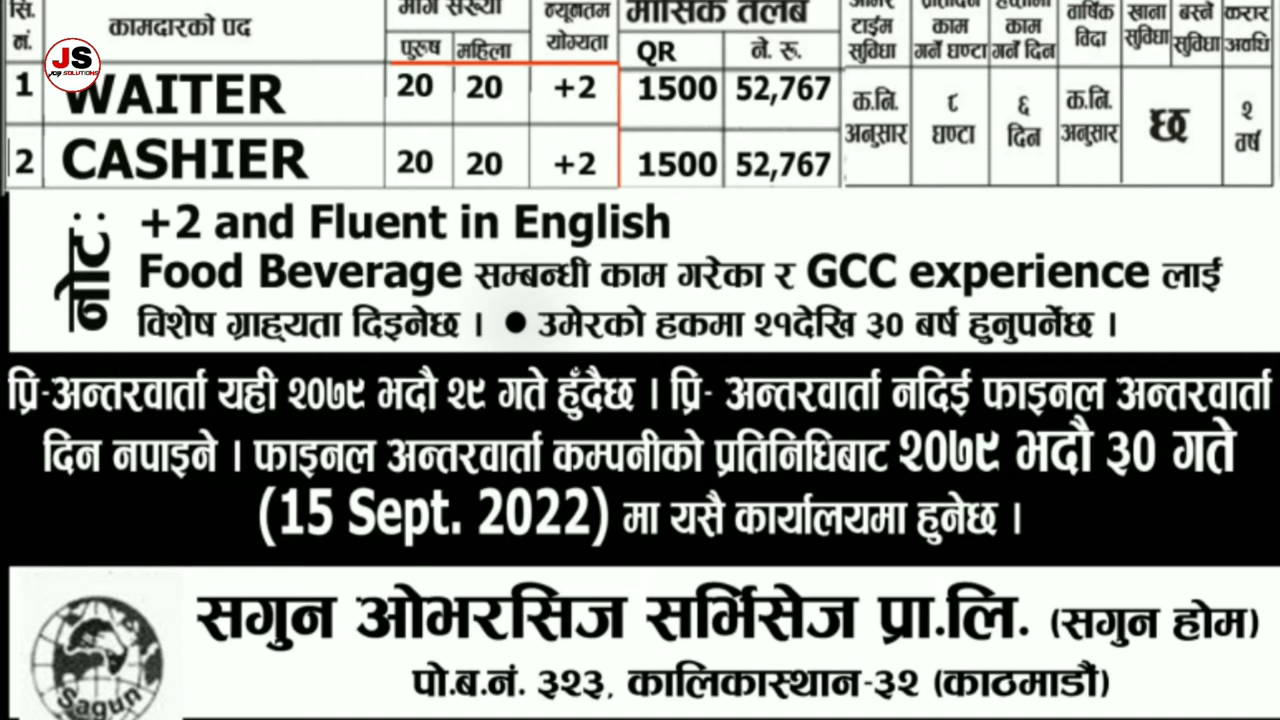 सि. नं. कामदारको पद माग संख्या पुरुष महिला न्यूनतम योग्यता मासिक तलब QR ने. रु. ओभर टाईम सुविधा प्रतिदिन काम गर्ने घण्टा हप्तामा काम गर्ने दिन वार्षिक विदा खाना सुविधा बस्ने सुविधा करार अवधि
JS
JOB SOLUTIONS
1 WAITER 20 20 +2 1500 52,767 क.नि. अनुसार ८ घण्टा ६ दिन क.नि. अनुसार छ २ वर्ष
2 CASHIER 20 20 +2 1500 52,767
नोट:
+2 and Fluent in English
Food Beverage सम्बन्धी काम गरेका र GCC experience लाई
विशेष ग्राह्यता दिइनेछ । ● उमेरको हकमा २१देखि ३० बर्ष हुनुपर्नेछ ।
प्रि-अन्तरवार्ता यही २०७९ भदौ २९ गते हुँदैछ । प्रि- अन्तरवार्ता नदिई फाइनल अन्तरवार्ता
दिन नपाइने । फाइनल अन्तरवार्ता कम्पनीको प्रतिनिधिबाट २०७९ भदौ ३० गते
(15 Sept. 2022) मा यसै कार्यालयमा हुनेछ ।
सगुन ओभरसिज सर्भिसेज प्रा.लि. (सगुन होम)
पो.ब.नं. ३२३, कालिकास्थान-३२ (काठमाडौं)
Sagun